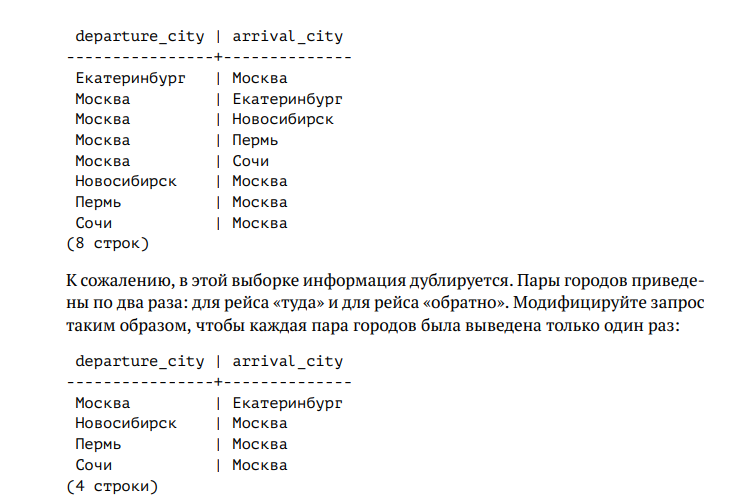 departure_city | arrival_city
----------------+--------------
Екатеринбург | Москва
Москва | Екатеринбург
Москва | Новосибирск
Москва | Пермь
Москва | Сочи
Новосибирск | Москва
Пермь | Москва
Сочи | Москва
(8 строк)
К сожалению, в этой выборке информация дублируется. Пары городов приведе-
ны по два раза: для рейса «туда» и для рейса «обратно». Модифицируйте запрос
таким образом, чтобы каждая пара городов была выведена только один раз:
departure_city | arrival_city
----------------+--------------
Москва | Екатеринбург
Новосибирск | Москва
Пермь | Москва
Сочи | Москва
(4 строки)